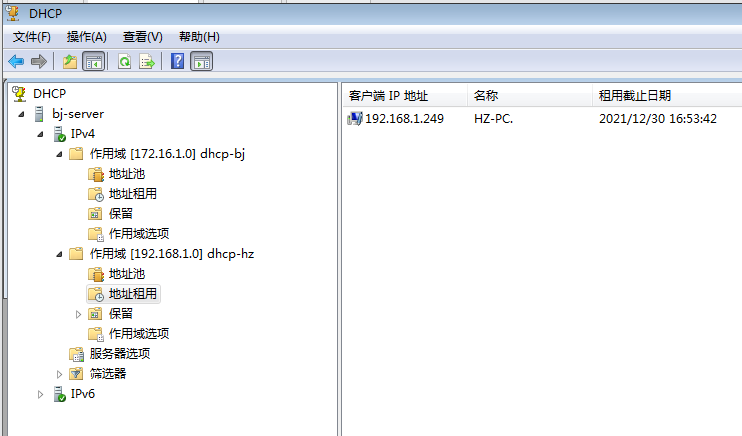 DHCP
文件(F) 操作(A) 查看(V) 帮助(H)
DHCP
bj-server
IPv4
作用域 [172.16.1.0] dhcp-bj
地址池
地址租用
保留
作用域选项
作用域 [192.168.1.0] dhcp-hz
地址池
地址租用
保留
作用域选项
服务器选项
筛选器
IPv6
客户端 IP 地址 名称 租用截止日期
192.168.1.249 HZ-PC. 2021/12/30 16:53:42